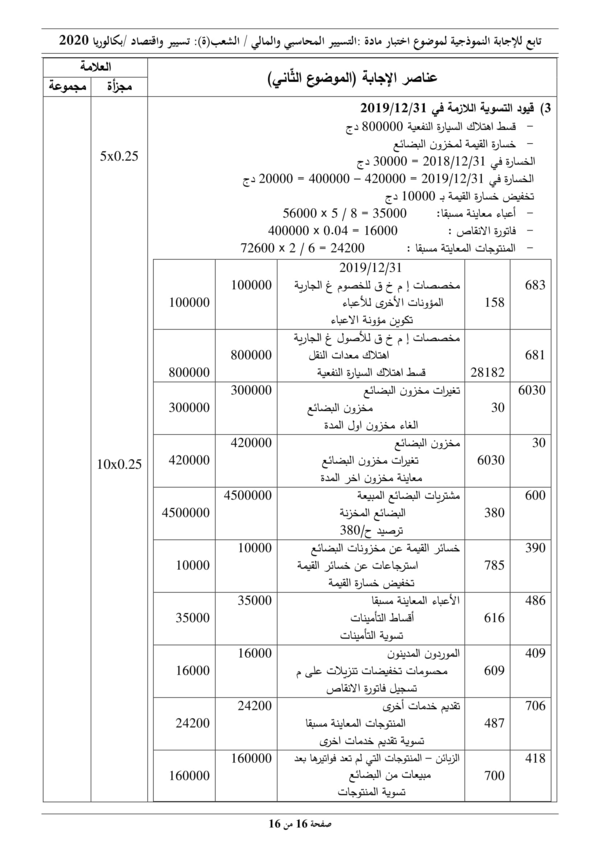 تابع للإجابة النموذجية لموضوع اختبار مادة :التسيير المحاسبي والمالي / الشعب(ة): تسيير واقتصاد /بكالوريا 2020
العلامة
عناصر الإجابة (الموضوع الثّاني)
مجزأة مجموعة
3) قيود التسوية اللازمة في 2019/12/31
- قسط اهتلاك السيارة النفعية 800000 دج
- خسارة القيمة لمخزون البضائع
5x0.25
الخسارة في 2018/12/31 = 30000 دج
الخسارة في 2019/12/31 = 420000 – 400000 = 20000 دج
تخفيض خسارة القيمة بـ 10000 دج
- أعباء معاينة مسبقا: 56000 x 5 / 8 = 35000
- فاتورة الانقاص : 400000 x 0.04 = 16000
- المنتوجات المعاينة مسبقا : 72600 x 2 / 6 = 24200
2019/12/31
683 مخصصات إ م خ ق للخصوم غ الجارية 100000
158 المؤونات الأخرى للأعباء 100000
تكوين مؤونة الاعباء
مخصصات إ م خ ق للأصول غ الجارية
681 اهتلاك معدات النقل 800000
28182 قسط اهتلاك السيارة النفعية 800000
6030 تغيرات مخزون البضائع 300000
30 مخزون البضائع 300000
الغاء مخزون اول المدة
30 مخزون البضائع 420000
6030 تغيرات مخزون البضائع 420000
10x0.25
معاينة مخزون اخر المدة
600 مشتريات البضائع المبيعة 4500000
380 البضائع المخزنة 4500000
ترصيد ح/380
390 خسائر القيمة عن مخزونات البضائع 10000
785 استرجاعات عن خسائر القيمة 10000
تخفيض خسارة القيمة
486 الأعباء المعاينة مسبقا 35000
616 أقساط التأمينات 35000
تسوية التأمينات
409 الموردون المدينون 16000
609 محسومات تخفيضات تنزيلات على م 16000
تسجيل فاتورة الانقاص
706 تقديم خدمات أخرى 24200
487 المنتوجات المعاينة مسبقا 24200
تسوية تقديم خدمات اخرى
418 الزبائن – المنتوجات التي لم تعد فواتيرها بعد 160000
700 مبيعات من البضائع 160000
تسوية المنتوجات
صفحة 16 من 16